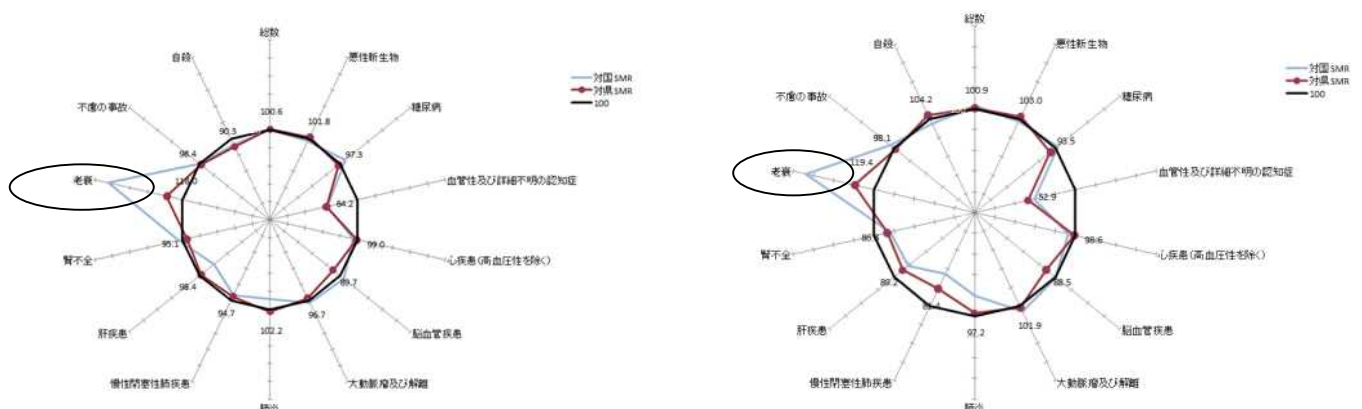 総数
悪性新生物
糖尿病
血管性及び詳細不明の認知症
心疾患(高血圧性を除く)
脳血管疾患
大動脈瘤及び解離
慢性閉塞性肺疾患
肝疾患
腎不全
老衰
不慮の事故
自殺
100.6
101.8
97.3
64.2
99.0
89.7
96.7
102.2
94.7
98.4
95.1
98.4
90.3
対国SMR
対県SMR
100
総数
悪性新生物
糖尿病
血管性及び詳細不明の認知症
心疾患(高血圧性を除く)
脳血管疾患
大動脈瘤及び解離
慢性閉塞性肺疾患
肝疾患
腎不全
老衰
不慮の事故
自殺
100.9
103.0
52.9
98.6
88.5
101.9
97.2
89.2
119.4
98.1
104.2
対国SMR
対県SMR
100